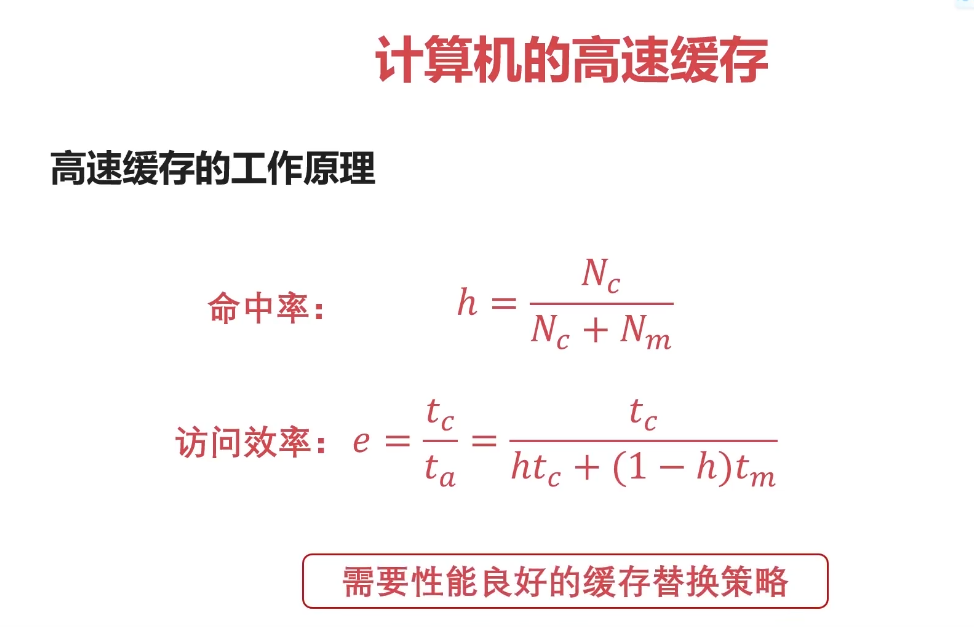 计算机的高速缓存
高速缓存的工作原理
命中率： h = N_c / (N_c + N_m)
访问效率： e = t_c / t_a = t_c / (ht_c + (1 − h)t_m)
需要性能良好的缓存替换策略